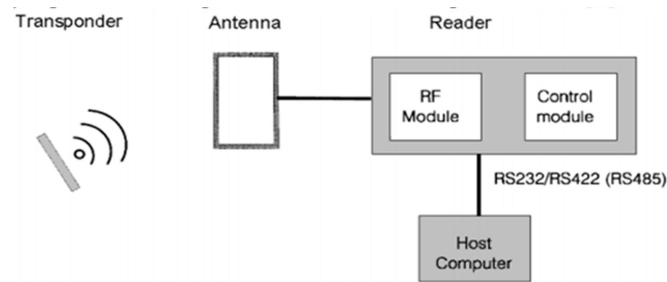 Transponder
Antenna
Reader
RF
Module
Control
module
RS232/RS422 (RS485)
Host
Computer